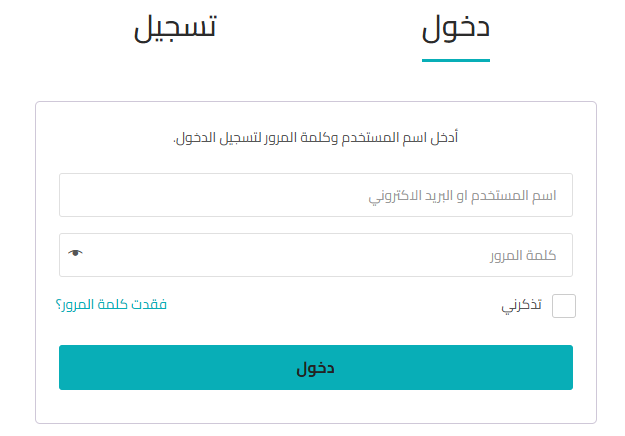 دخول
تسجيل
أدخل اسم المستخدم وكلمة المرور لتسجيل الدخول.
اسم المستخدم او البريد الاكتروني
كلمة المرور
تذكرني
فقدت كلمة المرور؟
دخول